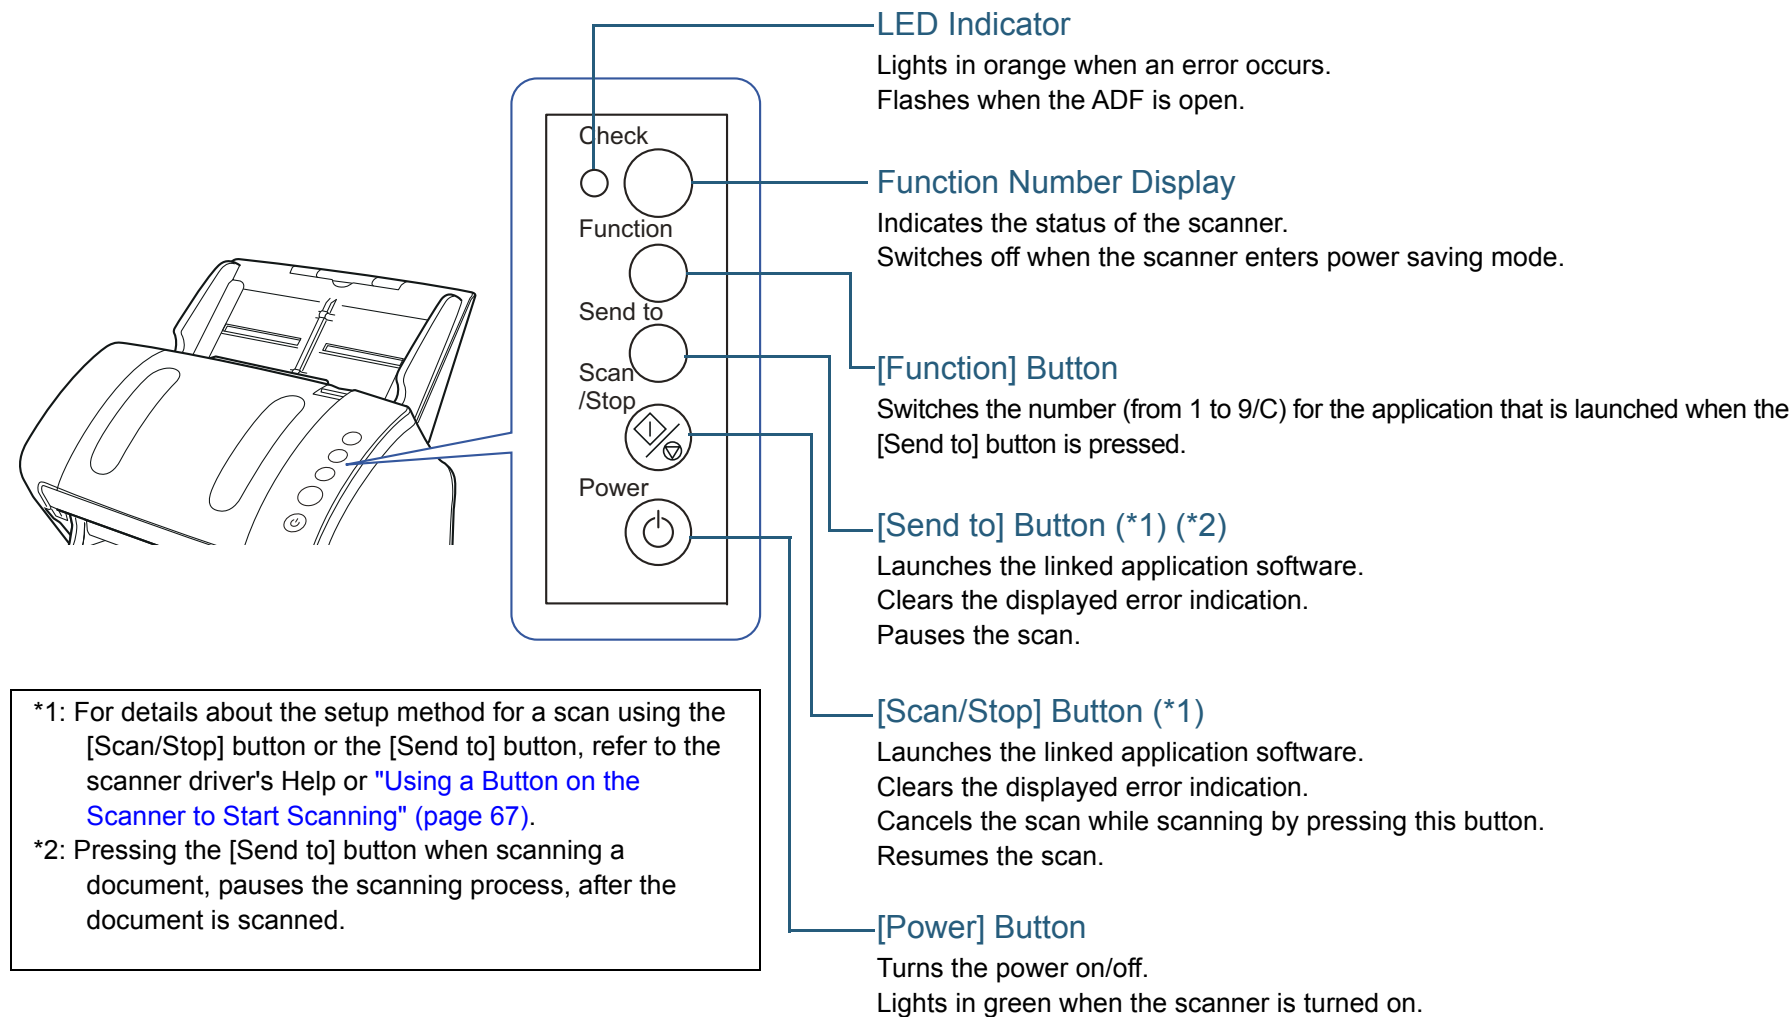 Check
Function
Send to
Scan
/Stop
Power
LED Indicator
Lights in orange when an error occurs.
Flashes when the ADF is open.
Function Number Display
Indicates the status of the scanner.
Switches off when the scanner enters power saving mode.
[Function] Button
Switches the number (from 1 to 9/C) for the application that is launched when the
[Send to] button is pressed.
[Send to] Button (*1) (*2)
Launches the linked application software.
Clears the displayed error indication.
Pauses the scan.
[Scan/Stop] Button (*1)
Launches the linked application software.
Clears the displayed error indication.
Cancels the scan while scanning by pressing this button.
Resumes the scan.
[Power] Button
Turns the power on/off.
Lights in green when the scanner is turned on.
*1: For details about the setup method for a scan using the
[Scan/Stop] button or the [Send to] button, refer to the
scanner driver's Help or "Using a Button on the
Scanner to Start Scanning" (page 67).
*2: Pressing the [Send to] button when scanning a
document, pauses the scanning process, after the
document is scanned.